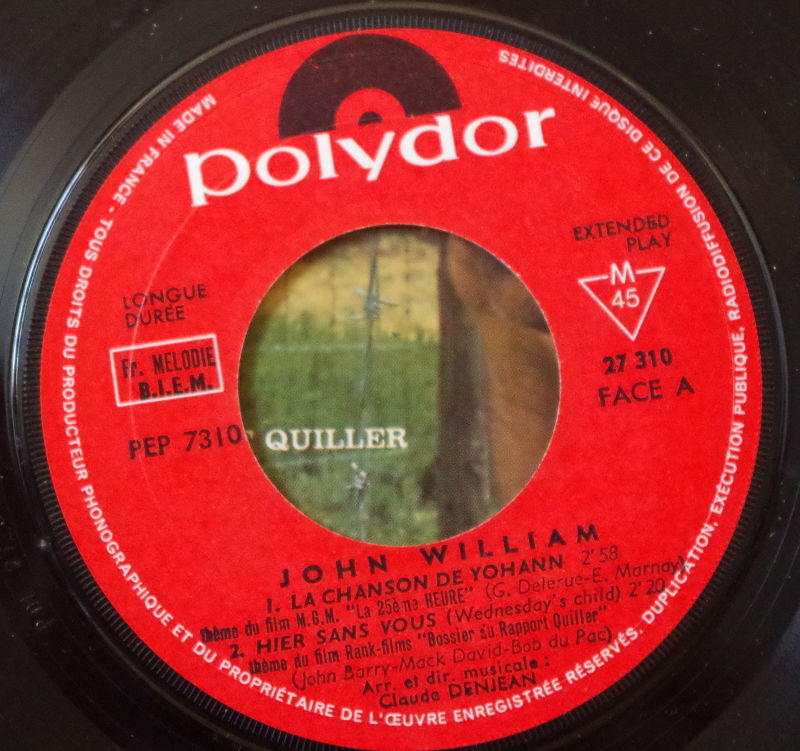 polydor
MADE IN FRANCE - TOUS DROITS DU PRODUCTEUR PHONOGRAPHIQUE ET DU PROPRIÉTAIRE DE L'ŒUVRE ENREGISTRÉE RÉSERVÉS. DUPLICATION, EXÉCUTION PUBLIQUE, RADIODIFFUSION DE CE DISQUE INTERDITES
EXTENDED
PLAY
LONGUE
DURÉE
M
45
Fr. MELODIE
B.I.E.M.
27 310
FACE A
PEP 7310
QUILLER
JOHN WILLIAM
1. LA CHANSON DE YOHANN 2'58
(G. Delerue-E. Marnay)
thème du film M.G.M. "La 25ème HEURE"
2. HIER SANS VOUS (Wednesday's child) 2'20
thème du film Rank-films "Dossier du Rapport Quiller"
(John Barry-Mack David-Bob du Pac)
Arr. et dir. musicale :
Claude DENJEAN